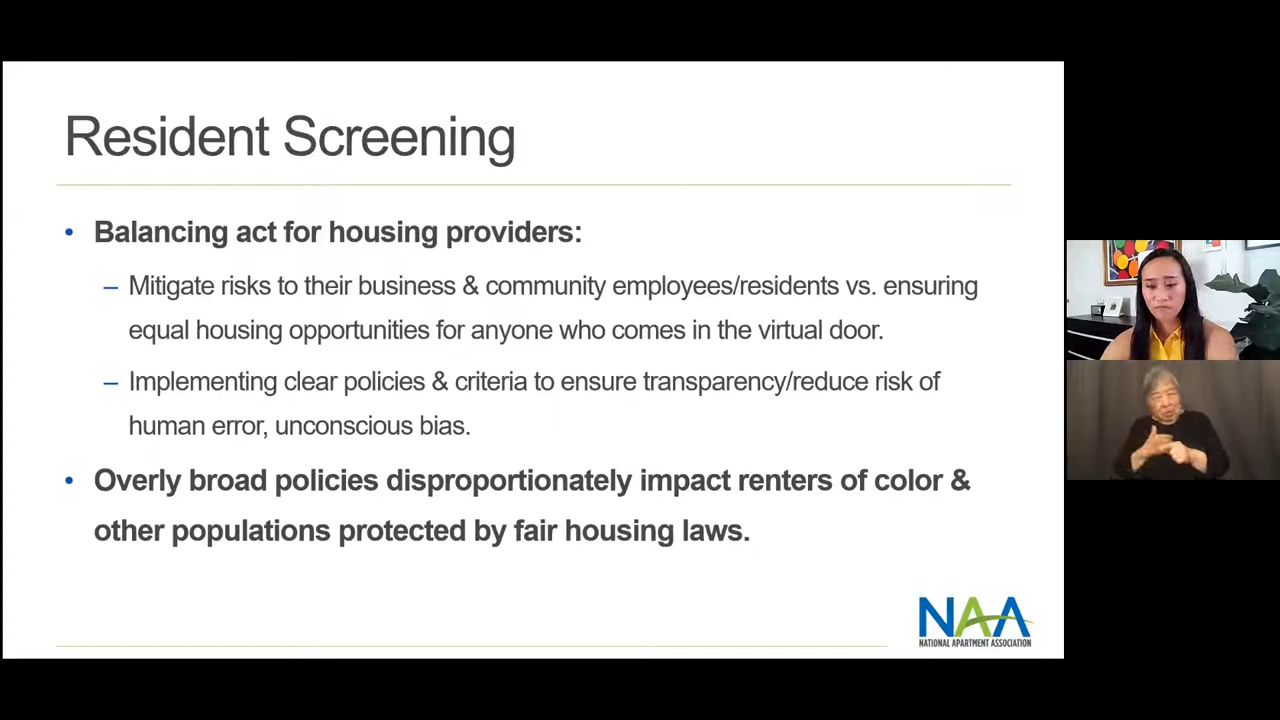 Resident Screening
• Balancing act for housing providers:
– Mitigate risks to their business & community employees/residents vs. ensuring
equal housing opportunities for anyone who comes in the virtual door.
– Implementing clear policies & criteria to ensure transparency/reduce risk of
human error, unconscious bias.
• Overly broad policies disproportionately impact renters of color &
other populations protected by fair housing laws.
NAA
NATIONAL APARTMENT ASSOCIATION